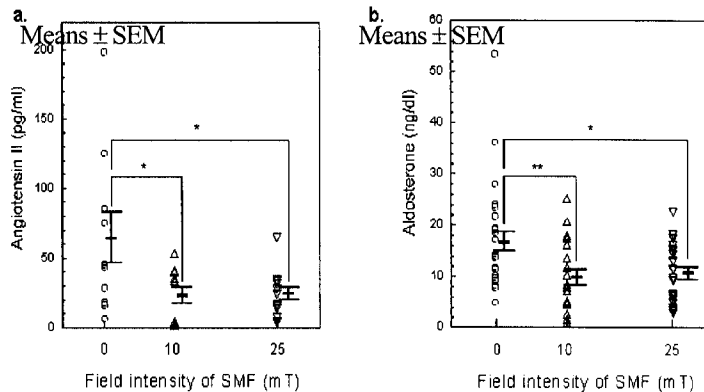 a.
Means ± SEM
200
150
100
50
0
Angiotensin II (pg/ml)
*
*
0 10 25
Field intensity of SMF (mT)
b.
Means ± SEM
60
50
40
30
20
10
0
Aldosterone (ng/dl)
*
**
0 10 25
Field intensity of SMF (mT)